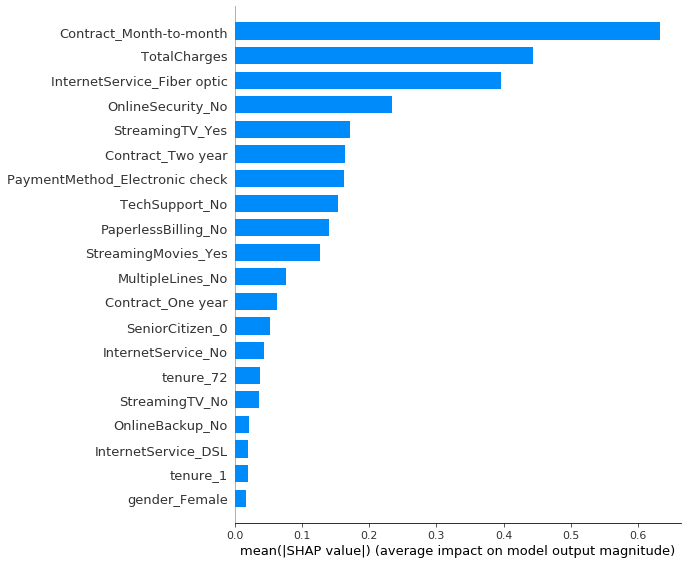 Contract_Month-to-month
TotalCharges
InternetService_Fiber optic
OnlineSecurity_No
StreamingTV_Yes
Contract_Two year
PaymentMethod_Electronic check
TechSupport_No
PaperlessBilling_No
StreamingMovies_Yes
MultipleLines_No
Contract_One year
SeniorCitizen_0
InternetService_No
tenure_72
StreamingTV_No
OnlineBackup_No
InternetService_DSL
tenure_1
gender_Female
0.0 0.1 0.2 0.3 0.4 0.5 0.6
mean(|SHAP value|) (average impact on model output magnitude)